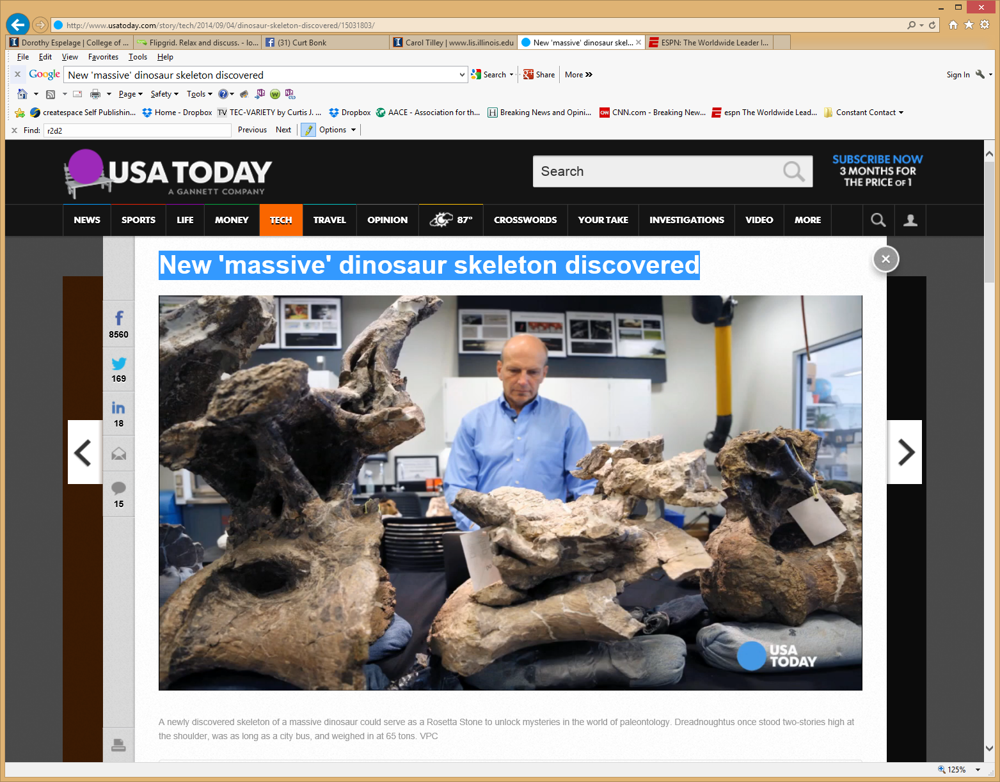 http://www.usatoday.com/story/tech/2014/09/04/dinosaur-skeleton-discovered/15031803/
Dorothy Espelage | College of ...
Flipgrid. Relax and discuss. - lo...
(31) Curt Bonk
Carol Tilley | www.lis.illinois.edu
New 'massive' dinosaur skel...
ESPN: The Worldwide Leader I...
File Edit View Favorites Tools Help
x Google New 'massive' dinosaur skeleton discovered Search Share More » Sign In
Page Safety Tools
createspace Self Publishin...
Home - Dropbox
TEC-VARIETY by Curtis J. ...
Dropbox
AACE - Association for th...
Breaking News and Opini...
CNN.com - Breaking New...
espn The Worldwide Lead...
Constant Contact
x Find: r2d2 Previous Next Options
USA TODAY
A GANNETT COMPANY
Search
SUBSCRIBE NOW
3 MONTHS FOR
THE PRICE OF 1
NEWS SPORTS LIFE MONEY TECH TRAVEL OPINION 87° CROSSWORDS YOUR TAKE INVESTIGATIONS VIDEO MORE
New 'massive' dinosaur skeleton discovered
8560
169
18
15
USA
TODAY
A newly discovered skeleton of a massive dinosaur could serve as a Rosetta Stone to unlock mysteries in the world of paleontology. Dreadnoughtus once stood two-stories high at
the shoulder, was as long as a city bus, and weighed in at 65 tons. VPC
125%